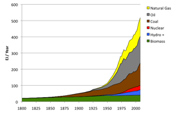 600
500
400
300
200
100
0
EJ / Year
1800 1825 1850 1875 1900 1925 1950 1975 2000
Natural Gas
Oil
Coal
Nuclear
Hydro +
Biomass